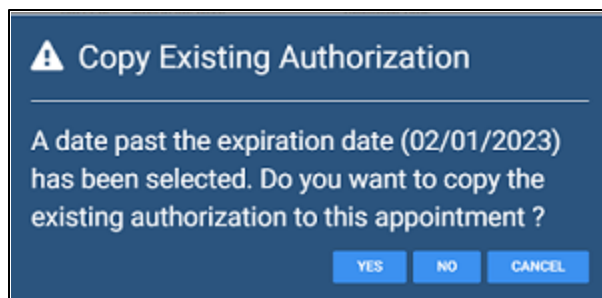 Copy Existing Authorization
A date past the expiration date (02/01/2023)
has been selected. Do you want to copy the
existing authorization to this appointment ?
YES NO CANCEL